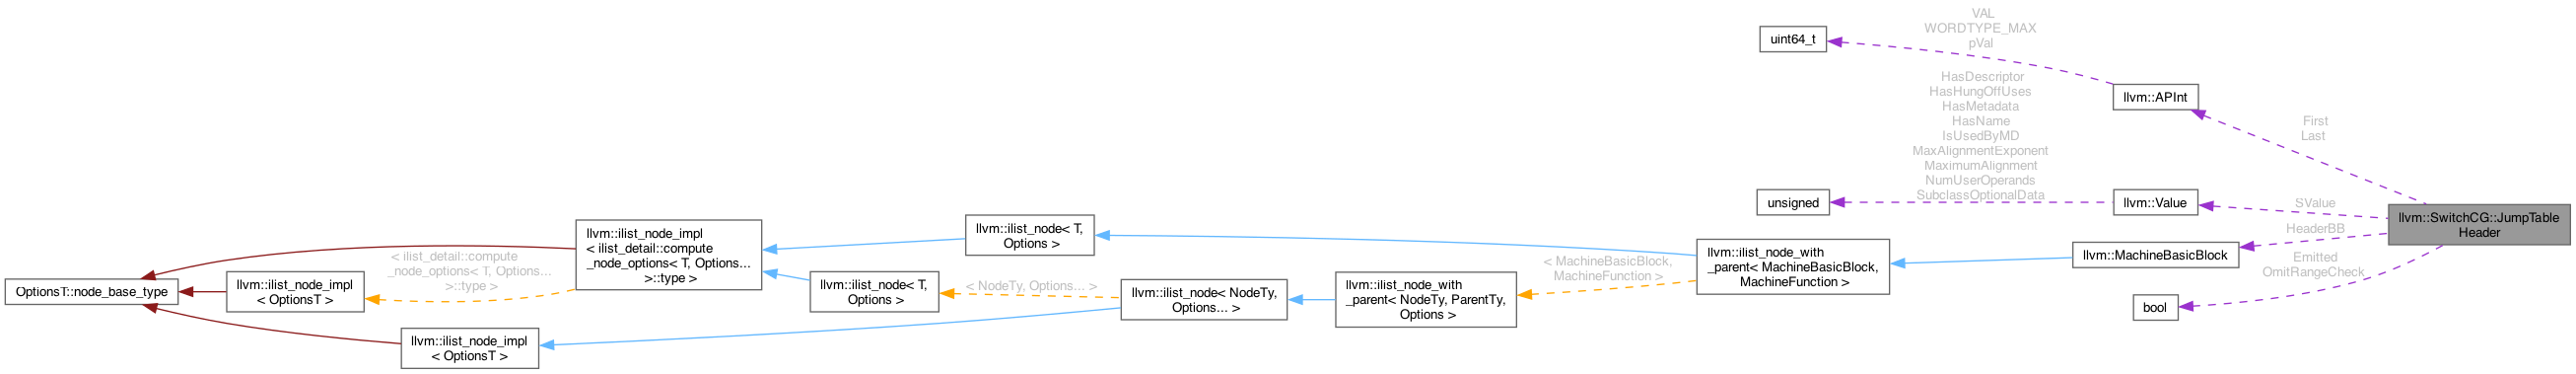 OptionsT::node_base_type
llvm::ilist_node_impl
< OptionsT >
< ilist_detail::compute
_node_options< T, Options...
>::type >
llvm::ilist_node_impl
< OptionsT >
llvm::ilist_node_impl
< ilist_detail::compute
_node_options< T, Options...
>::type >
llvm::ilist_node< T,
Options >
llvm::ilist_node< T,
Options >
< NodeTy, Options... >
llvm::ilist_node< NodeTy,
Options... >
llvm::ilist_node_with
_parent< NodeTy, ParentTy,
Options >
< MachineBasicBlock,
MachineFunction >
llvm::ilist_node_with
_parent< MachineBasicBlock,
MachineFunction >
uint64_t
VAL
WORDTYPE_MAX
pVal
llvm::APInt
First
Last
unsigned
HasDescriptor
HasHungOffUses
HasMetadata
HasName
IsUsedByMD
MaxAlignmentExponent
MaximumAlignment
NumUserOperands
SubclassOptionalData
llvm::Value
SValue
llvm::MachineBasicBlock
HeaderBB
bool
Emitted
OmitRangeCheck
llvm::SwitchCG::JumpTable
Header